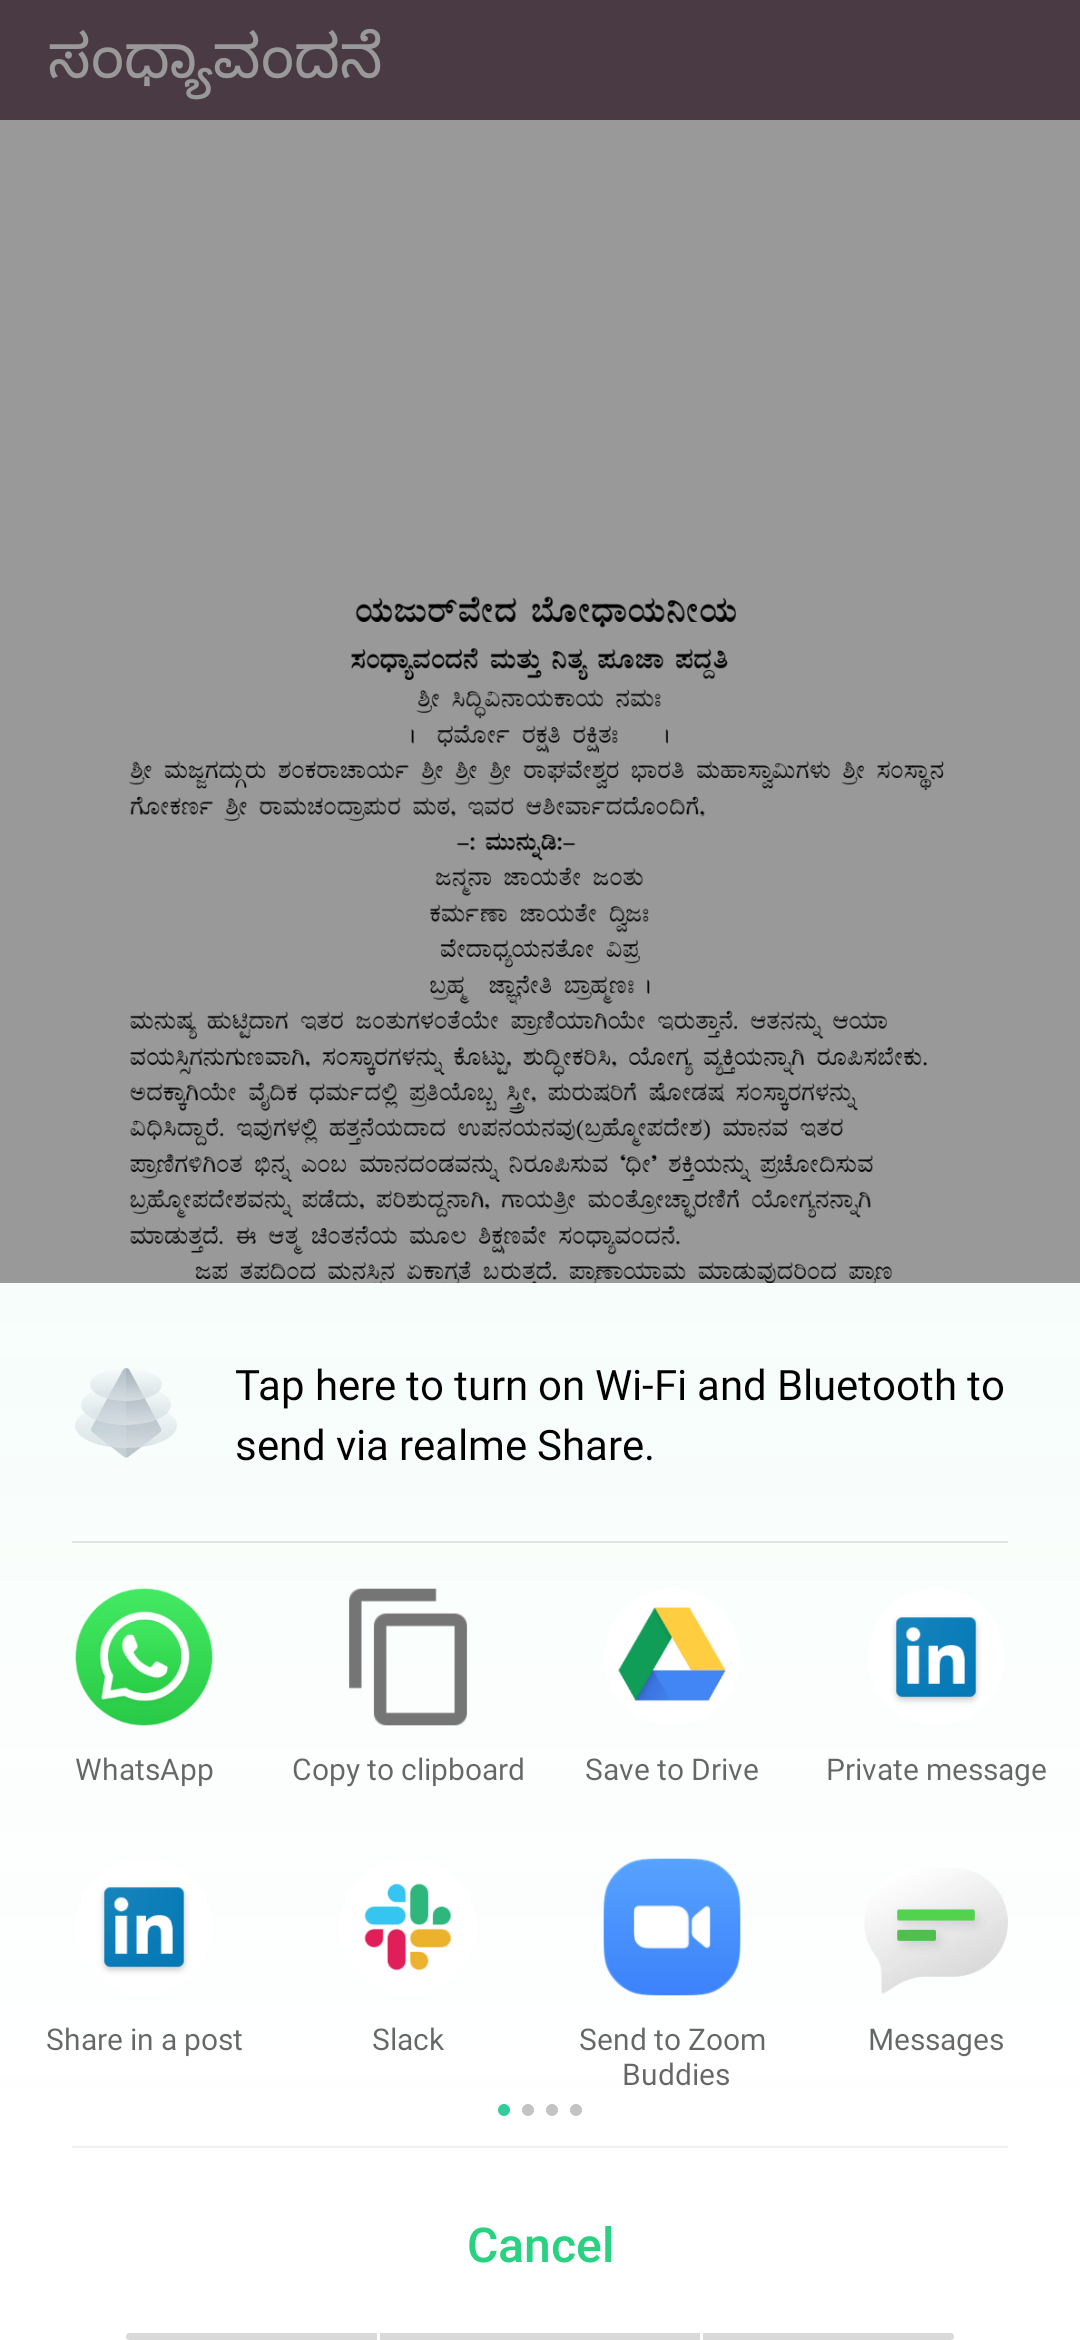 ಸಂಧ್ಯಾವಂದನೆ
ಯಜುರ್‌ವೇದ ಬೋಧಾಯನೀಯ
ಸಂಧ್ಯಾವಂದನೆ ಮತ್ತು ನಿತ್ಯ ಪೂಜಾ ಪದ್ದತಿ
ಶ್ರೀ ಸಿದ್ಧಿವಿನಾಯಕಾಯ ನಮಃ
। ಧರ್ಮೋ ರಕ್ಷತಿ ರಕ್ಷಿತಃ ।
ಶ್ರೀ ಮಜ್ಜಗದ್ಗುರು ಶಂಕರಾಚಾರ್ಯ ಶ್ರೀ ಶ್ರೀ ಶ್ರೀ ರಾಘವೇಶ್ವರ ಭಾರತಿ ಮಹಾಸ್ವಾಮಿಗಳು ಶ್ರೀ ಸಂಸ್ಥಾನ
ಗೋಕರ್ಣ ಶ್ರೀ ರಾಮಚಂದ್ರಾಪುರ ಮಠ, ಇವರ ಆಶೀರ್ವಾದದೊಂದಿಗೆ,
–: ಮುನ್ನುಡಿ:–
ಜನ್ಮನಾ ಜಾಯತೇ ಜಂತು
ಕರ್ಮಣಾ ಜಾಯತೇ ದ್ವಿಜಃ
ವೇದಾಧ್ಯಯನತೋ ವಿಪ್ರ
ಬ್ರಹ್ಮ ಜ್ಞಾನೇತಿ ಬ್ರಾಹ್ಮಣಃ ।
ಮನುಷ್ಯ ಹುಟ್ಟಿದಾಗ ಇತರ ಜಂತುಗಳಂತೆಯೇ ಪ್ರಾಣಿಯಾಗಿಯೇ ಇರುತ್ತಾನೆ. ಆತನನ್ನು ಆಯಾ
ವಯಸ್ಸಿಗನುಗುಣವಾಗಿ, ಸಂಸ್ಕಾರಗಳನ್ನು ಕೊಟ್ಟು, ಶುದ್ಧೀಕರಿಸಿ, ಯೋಗ್ಯ ವ್ಯಕ್ತಿಯನ್ನಾಗಿ ರೂಪಿಸಬೇಕು.
ಅದಕ್ಕಾಗಿಯೇ ವೈದಿಕ ಧರ್ಮದಲ್ಲಿ ಪ್ರತಿಯೊಬ್ಬ ಸ್ತ್ರೀ, ಪುರುಷರಿಗೆ ಷೋಡಷ ಸಂಸ್ಕಾರಗಳನ್ನು
ವಿಧಿಸಿದ್ದಾರೆ. ಇವುಗಳಲ್ಲಿ ಹತ್ತನೆಯದಾದ ಉಪನಯನವು(ಬ್ರಹ್ಮೋಪದೇಶ) ಮಾನವ ಇತರ
ಪ್ರಾಣಿಗಳಿಗಿಂತ ಭಿನ್ನ ಎಂಬ ಮಾನದಂಡವನ್ನು ನಿರೂಪಿಸುವ ‘ಧೀ’ ಶಕ್ತಿಯನ್ನು ಪ್ರಚೋದಿಸುವ
ಬ್ರಹ್ಮೋಪದೇಶವನ್ನು ಪಡೆದು, ಪರಿಶುದ್ದನಾಗಿ, ಗಾಯತ್ರೀ ಮಂತ್ರೋಚ್ಛಾರಣೆಗೆ ಯೋಗ್ಯನನ್ನಾಗಿ
ಮಾಡುತ್ತದೆ. ಈ ಆತ್ಮ ಚಿಂತನೆಯ ಮೂಲ ಶಿಕ್ಷಣವೇ ಸಂಧ್ಯಾವಂದನೆ.
ಜಪ ತಪದಿಂದ ಮನಸ್ಸಿನ ಏಕಾಗ್ರತೆ ಬರುತ್ತದೆ. ಪ್ರಾಣಾಯಾಮ ಮಾಡುವುದರಿಂದ ಪ್ರಾಣ
Tap here to turn on Wi-Fi and Bluetooth to
send via realme Share.
WhatsApp
Copy to clipboard
Save to Drive
Private message
Share in a post
Slack
Send to Zoom
Buddies
Messages
Cancel